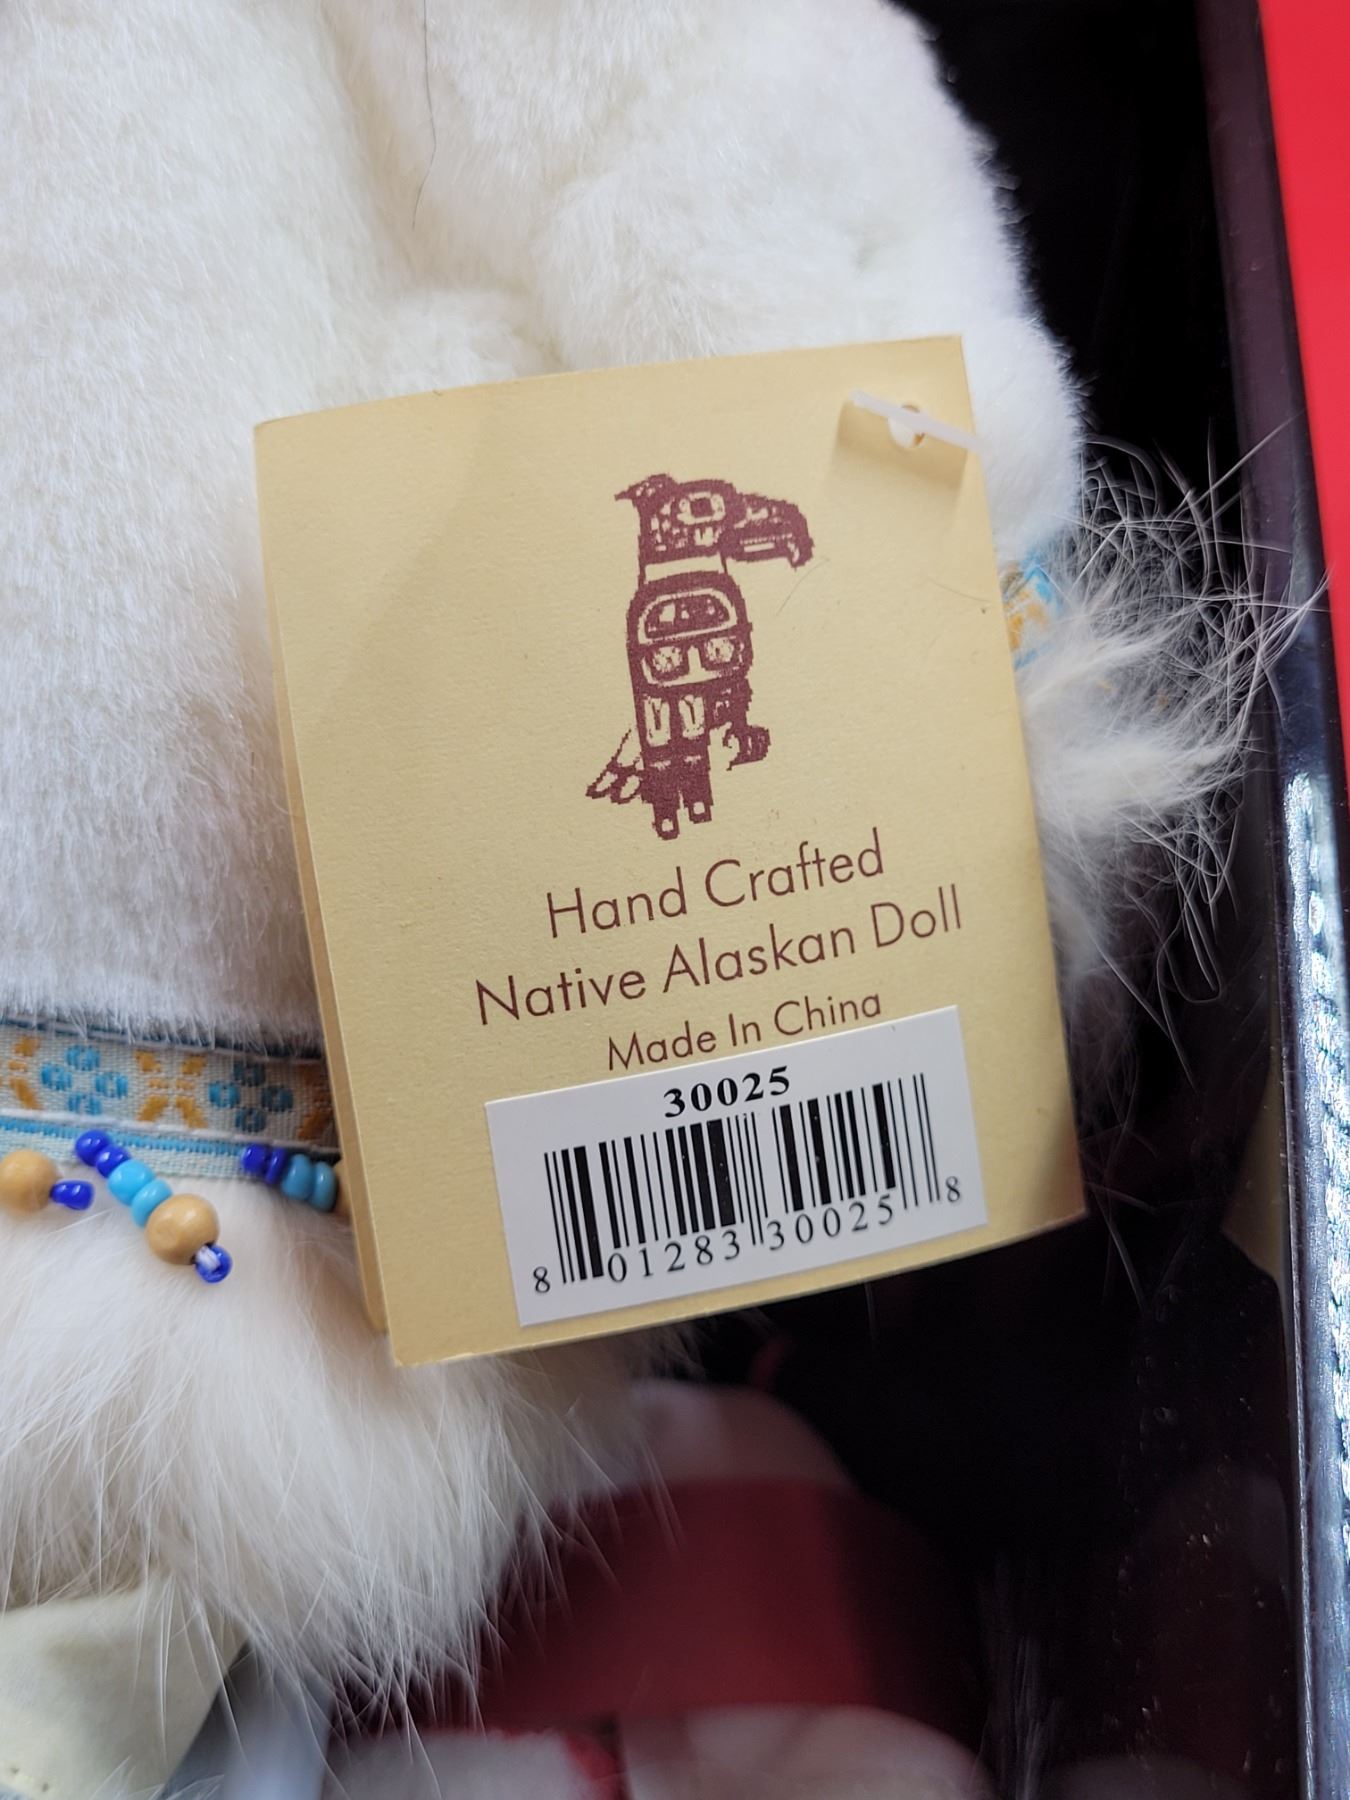 Hand Crafted
Native Alaskan Doll
Made In China
30025
8 01283 30025 8